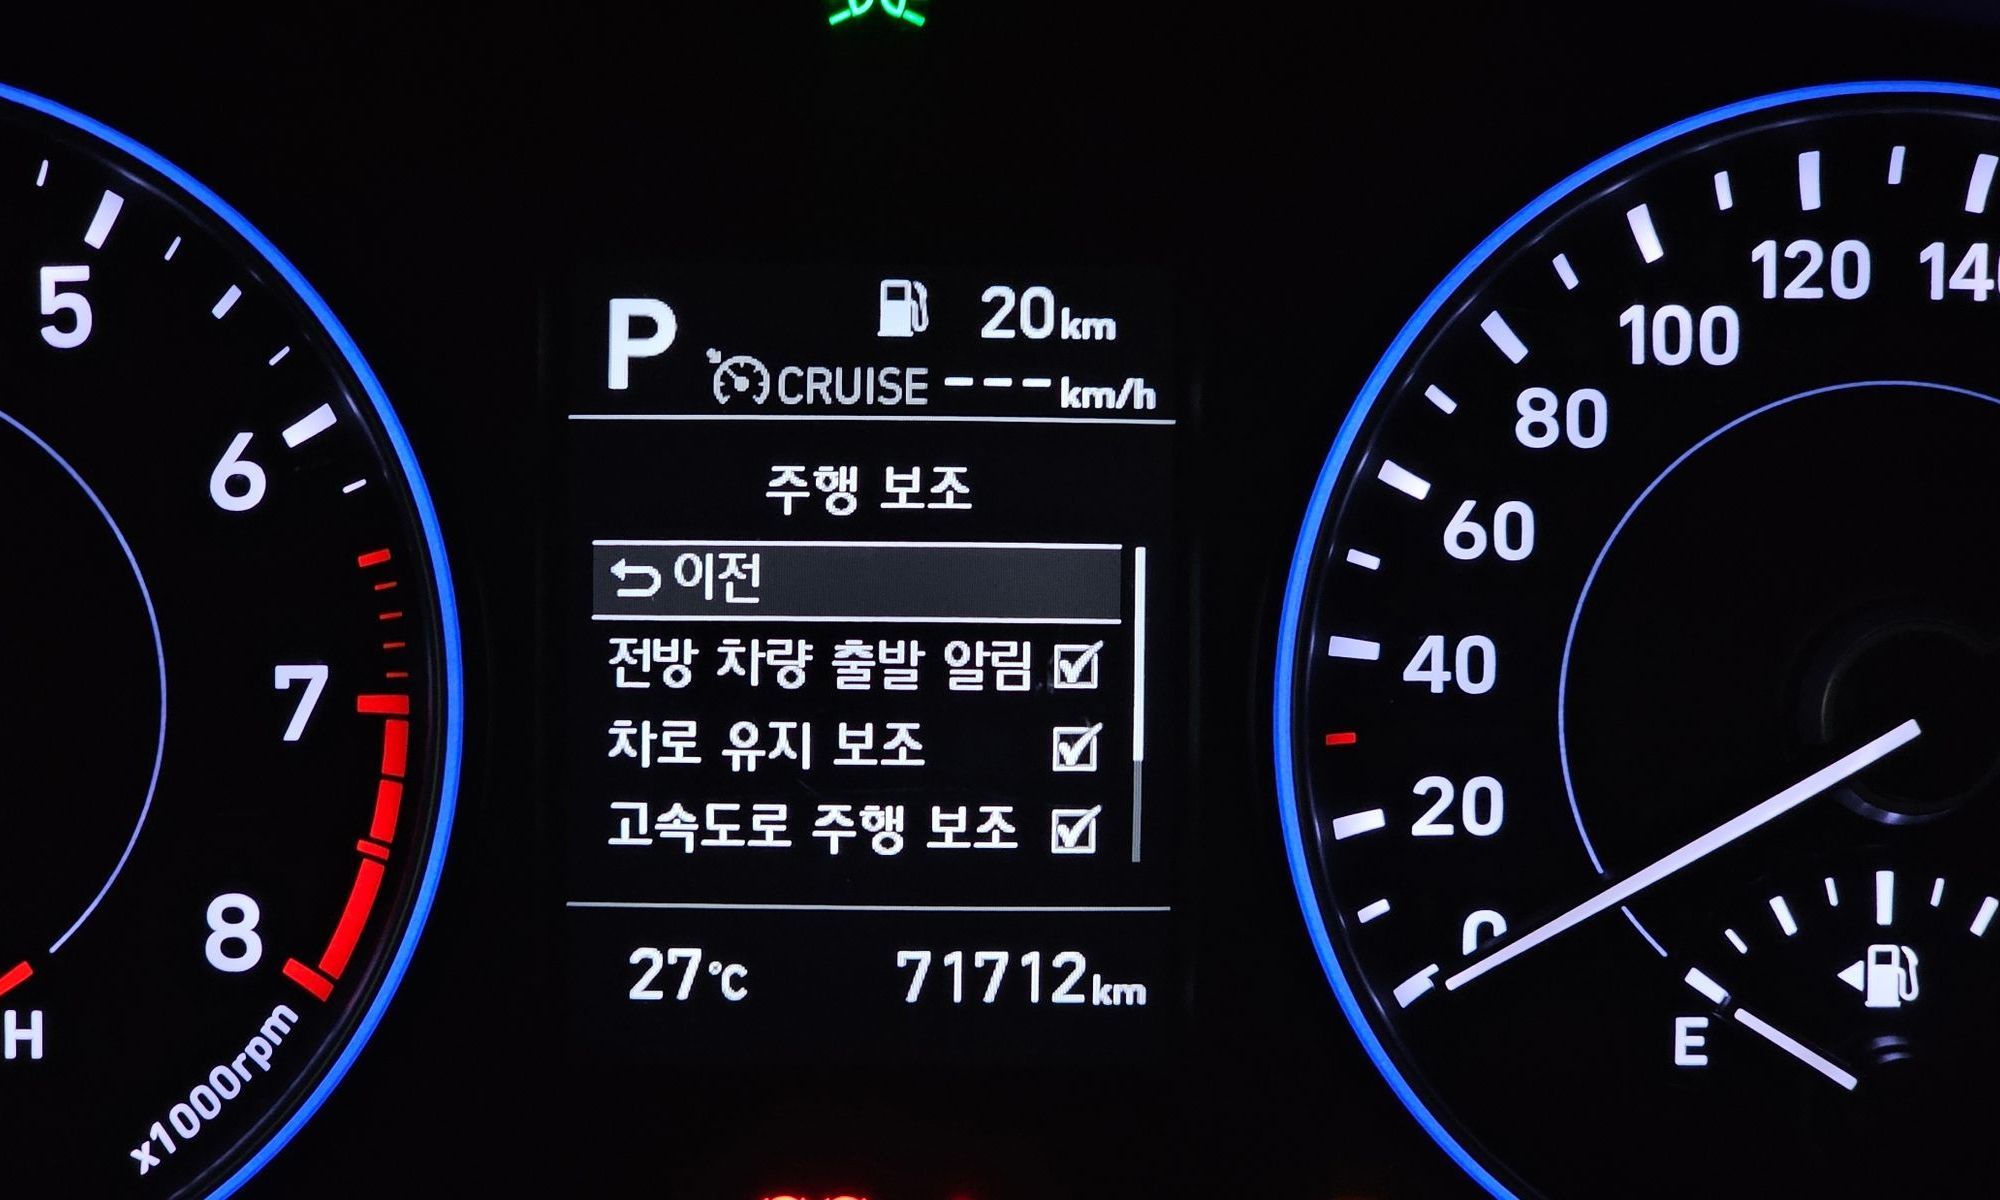 5
6
7
8
H
x1000rpm
P
20km
CRUISE ---km/h
주행 보조
이전
전방 차량 출발 알림
차로 유지 보조
고속도로 주행 보조
27°C
71712km
140
120
100
80
60
40
20
0
E